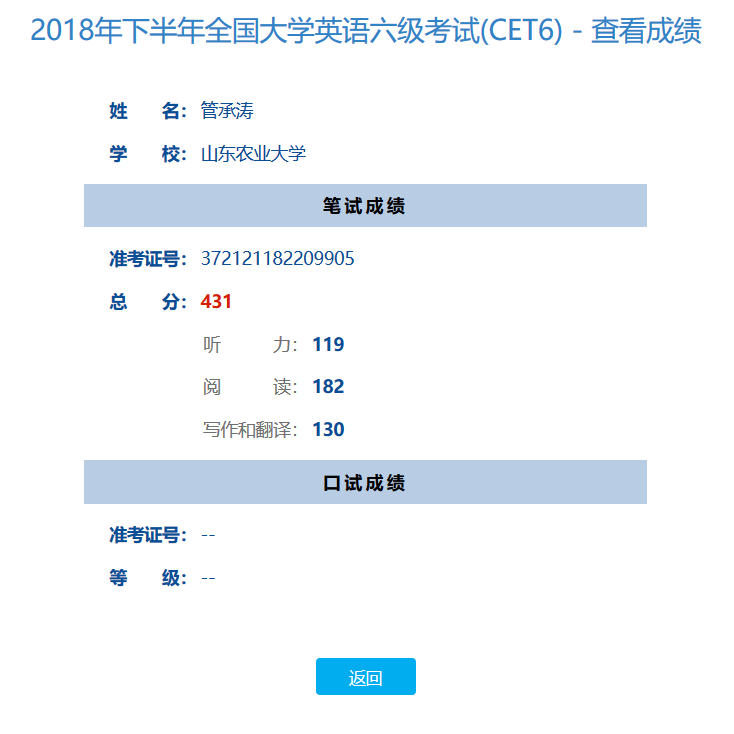 2018年下半年全国大学英语六级考试(CET6) - 查看成绩
姓 名： 管承涛
学 校： 山东农业大学
笔试成绩
准考证号： 372121182209905
总 分： 431
听 力： 119
阅 读： 182
写作和翻译： 130
口试成绩
准考证号： --
等 级： --
返回